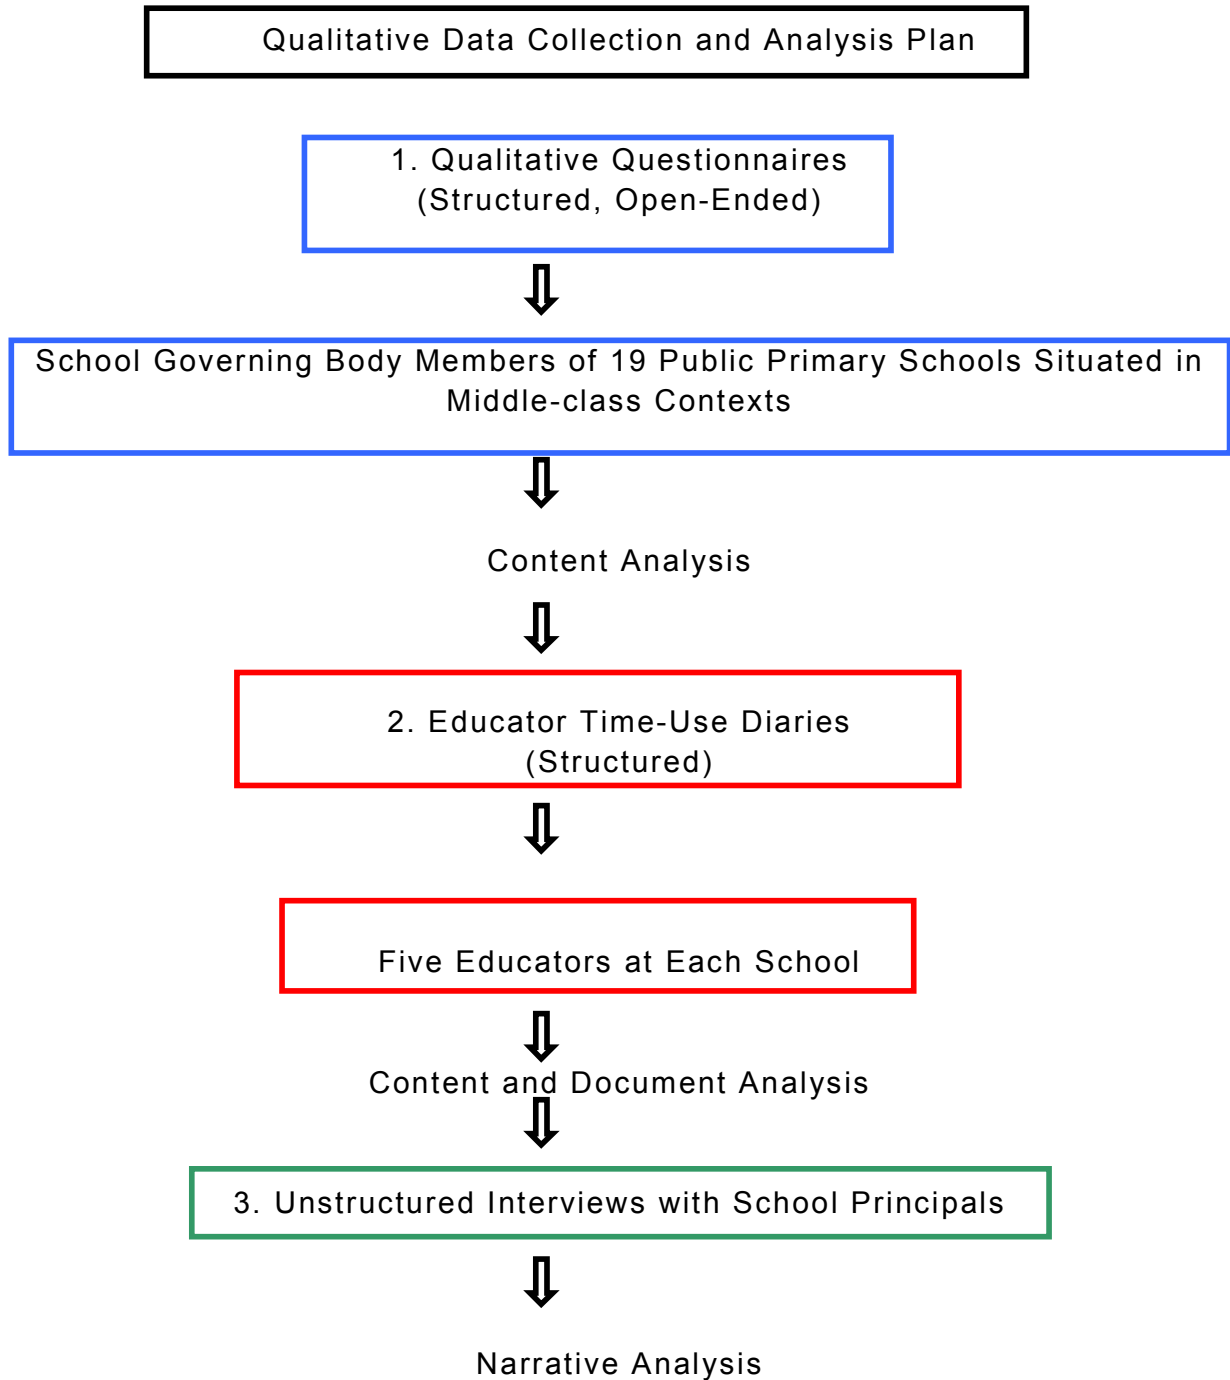 Qualitative Data Collection and Analysis Plan
1. Qualitative Questionnaires
(Structured, Open-Ended)
School Governing Body Members of 19 Public Primary Schools Situated in
Middle-class Contexts
Content Analysis
2. Educator Time-Use Diaries
(Structured)
Five Educators at Each School
Content and Document Analysis
3. Unstructured Interviews with School Principals
Narrative Analysis